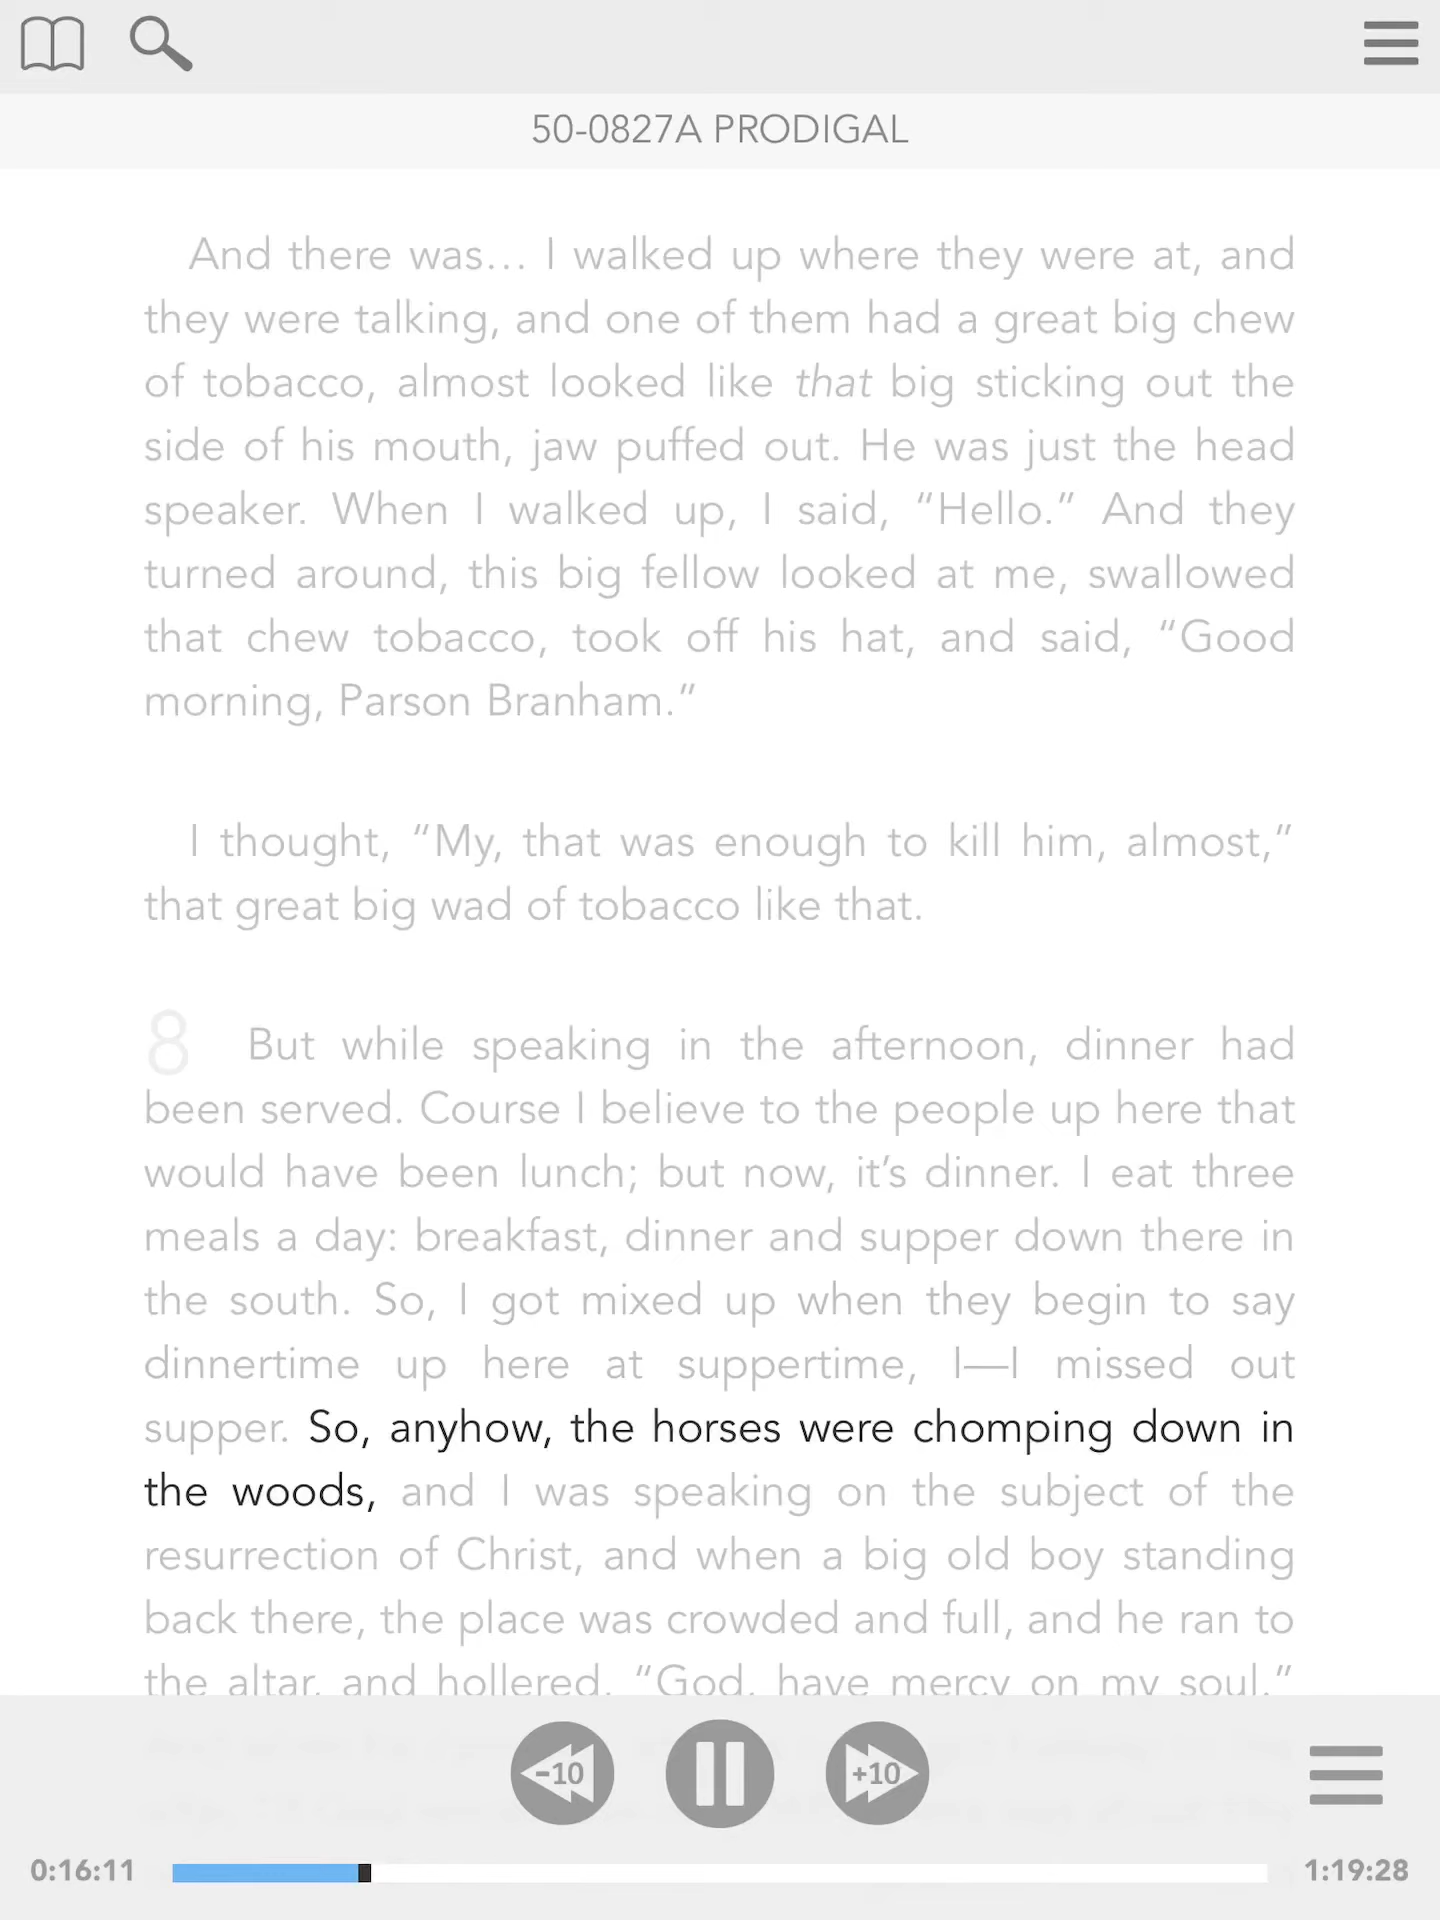 50-0827A PRODIGAL
And there was… I walked up where they were at, and
they were talking, and one of them had a great big chew
of tobacco, almost looked like that big sticking out the
side of his mouth, jaw puffed out. He was just the head
speaker. When I walked up, I said, “Hello.” And they
turned around, this big fellow looked at me, swallowed
that chew tobacco, took off his hat, and said, “Good
morning, Parson Branham.”
I thought, “My, that was enough to kill him, almost,”
that great big wad of tobacco like that.
8 But while speaking in the afternoon, dinner had
been served. Course I believe to the people up here that
would have been lunch; but now, it’s dinner. I eat three
meals a day: breakfast, dinner and supper down there in
the south. So, I got mixed up when they begin to say
dinnertime up here at suppertime, I—I missed out
supper. So, anyhow, the horses were chomping down in
the woods, and I was speaking on the subject of the
resurrection of Christ, and when a big old boy standing
back there, the place was crowded and full, and he ran to
the altar, and hollered, “God, have mercy on my soul.”
-10 +10
0:16:11 1:19:28